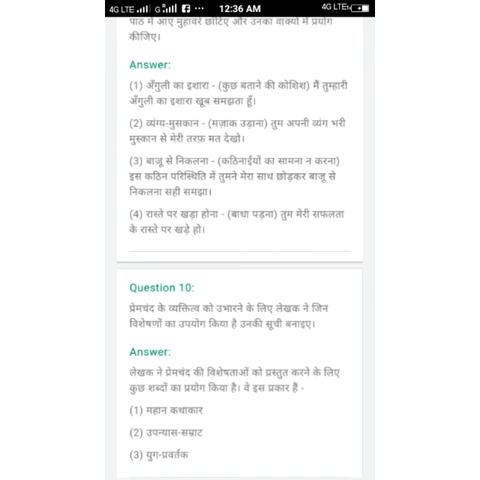 4G LTE G 12:36 AM 4G LTE
पाठ में आए मुहावरे छाँटिए और उनका वाक्यों में प्रयोग
कीजिए।
Answer:
(1) अँगुली का इशारा - (कुछ बताने की कोशिश) मैं तुम्हारी
अँगुली का इशारा खूब समझता हूँ।
(2) व्यंग्य-मुसकान - (मज़ाक उड़ाना) तुम अपनी व्यंग भरी
मुस्कान से मेरी तरफ़ मत देखो।
(3) बाजू से निकलना - (कठिनाईयों का सामना न करना)
इस कठिन परिस्थिति में तुमने मेरा साथ छोड़कर बाजू से
निकलना सही समझा।
(4) रास्ते पर खड़ा होना - (बाधा पड़ना) तुम मेरी सफलता
के रास्ते पर खड़े हो।
Question 10:
प्रेमचंद के व्यक्तित्व को उभारने के लिए लेखक ने जिन
विशेषणों का उपयोग किया है उनकी सूची बनाइए।
Answer:
लेखक ने प्रेमचंद की विशेषताओं को प्रस्तुत करने के लिए
कुछ शब्दों का प्रयोग किया है। वे इस प्रकार हैं -
(1) महान कथाकार
(2) उपन्यास-सम्राट
(3) युग-प्रवर्तक